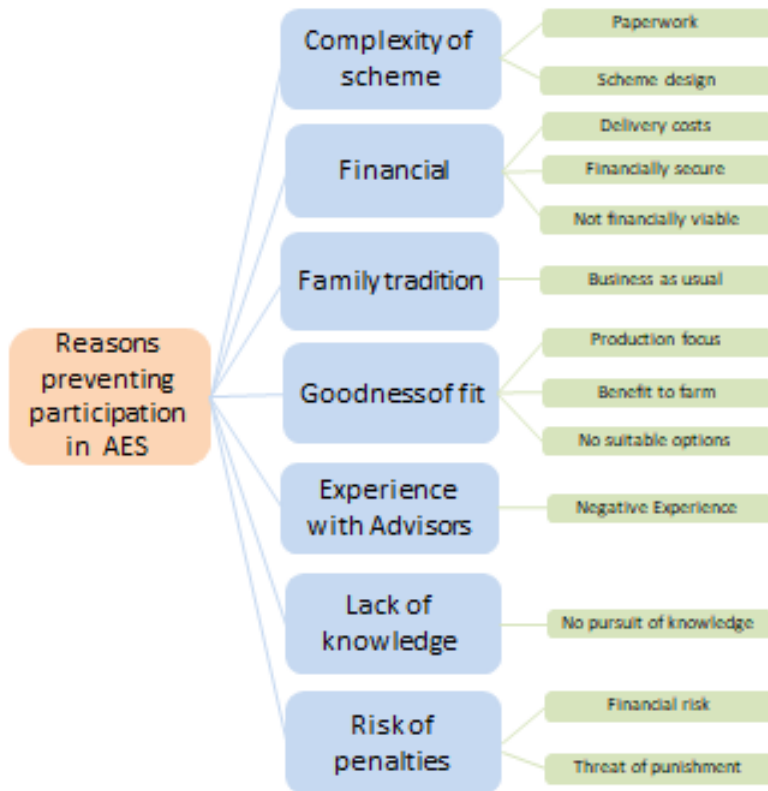 Reasons
preventing
participation
in AES
Complexity of
scheme
Paperwork
Scheme design
Financial
Delivery costs
Financially secure
Not financially viable
Family tradition
Business as usual
Goodness of fit
Production focus
Benefit to farm
No suitable options
Experience
with Advisors
Negative Experience
Lack of
knowledge
No pursuit of knowledge
Risk of
penalties
Financial risk
Threat of punishment